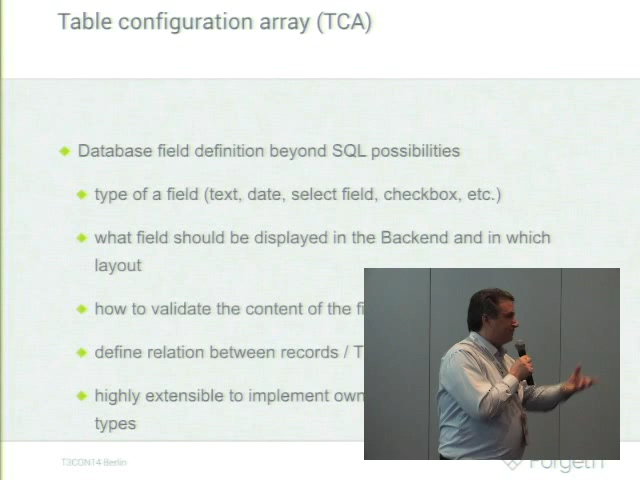 Table configuration array (TCA)
Database field definition beyond SQL possibilities
type of a field (text, date, select field, checkbox, etc.)
what field should be displayed in the Backend and in which
layout
how to validate the content of the fi
define relation between records / T
highly extensible to implement own
types
T3CON14 Berlin